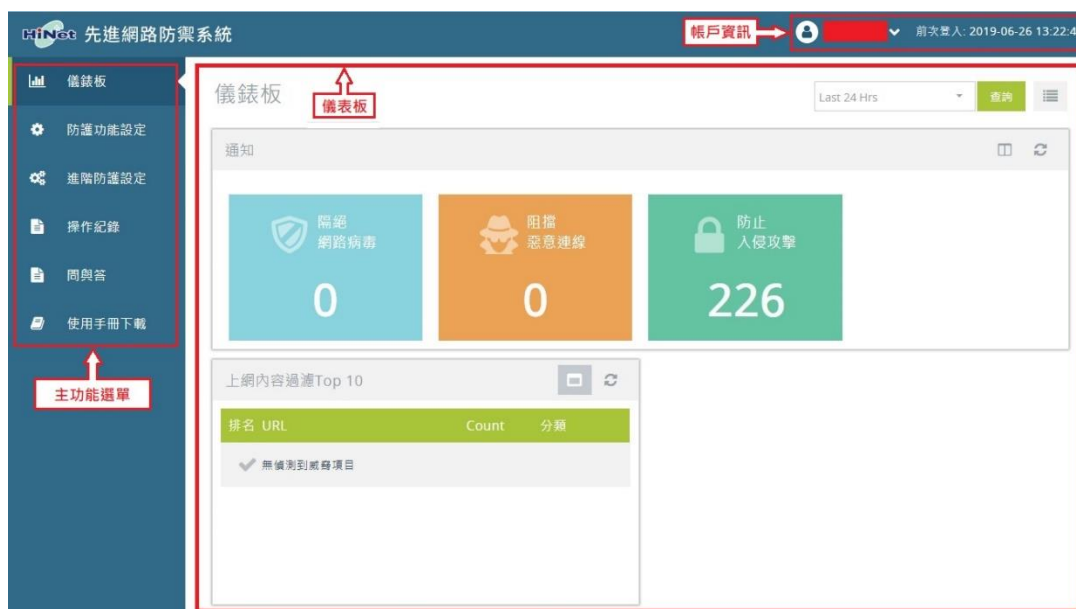 HiNet 先進網路防禦系統
帳戶資訊
前次登入: 2019-06-26 13:22:4
儀錶板
防護功能設定
進階防護設定
操作紀錄
問與答
使用手冊下載
主功能選單
儀錶板
儀表板
Last 24 Hrs
查詢
通知
隔絕
網路病毒
0
阻擋
惡意連線
0
防止
入侵攻擊
226
上網內容過濾Top 10
排名 URL Count 分類
無偵測到威脅項目